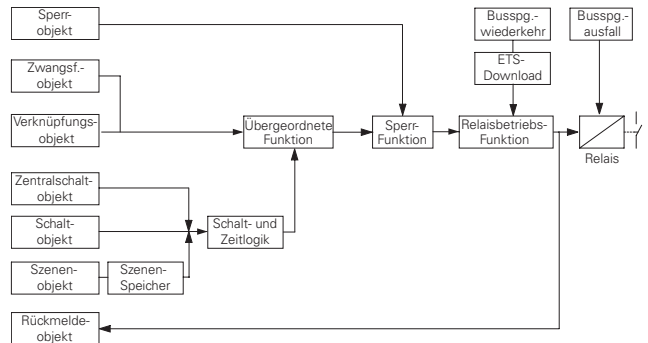 Sperr-
objekt
Busspg.-
wiederkehr
Busspg.-
ausfall
Zwangsf.-
objekt
ETS-
Download
Verknüpfungs-
objekt
Übergeordnete
Funktion
Sperr-
Funktion
Relaisbetriebs-
Funktion
Relais
Zentralschalt-
objekt
Schalt-
objekt
Schalt- und
Zeitlogik
Szenen-
objekt
Szenen-
Speicher
Rückmelde-
objekt